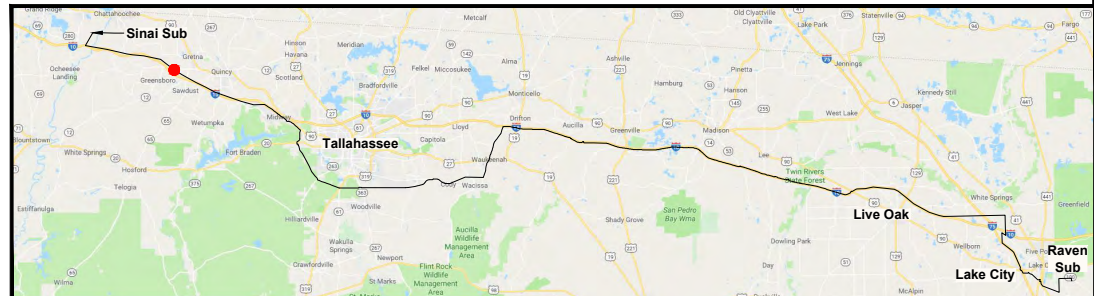 Grand Ridge
Chattahoochee
Metcalf
Old Clyattville
Clyattville
Lake Park
Statenville
Fargo
Sinai Sub
Hinson
Havana
Meridian
Alma
Ashville
Pinetta
Jennings
Ocheesee
Landing
Gretna
Greensboro
Quincy
Scotland
Felkel
Miccosukee
Hamburg
Hanson
Sawdust
Bradfordville
Monticello
Kennedy Still
Jasper
Wetumpka
Midway
Lloyd
Drifton
Aucilla
Greenville
Madison
West Lake
Blountstown
White Springs
Hosford
Telogia
Fort Braden
Tallahassee
Capitola
Waukeenah
Lee
Cody
Wacissa
Twin Rivers
State Forest
Estiffanulga
Woodville
Hilliardville
Shady Grove
San Pedro
Bay Wma
Live Oak
White Springs
Greenfield
Wakulla
Springs
Aucilla
Wildlife
Management
Area
Dowling Park
Wellborn
Five Po
Raven
Sub
Wilma
Crawfordville
Newport
Flint Rock
Wildlife
Management
Area
St. Marks
Day
Lake City
Lake C
McAlpin